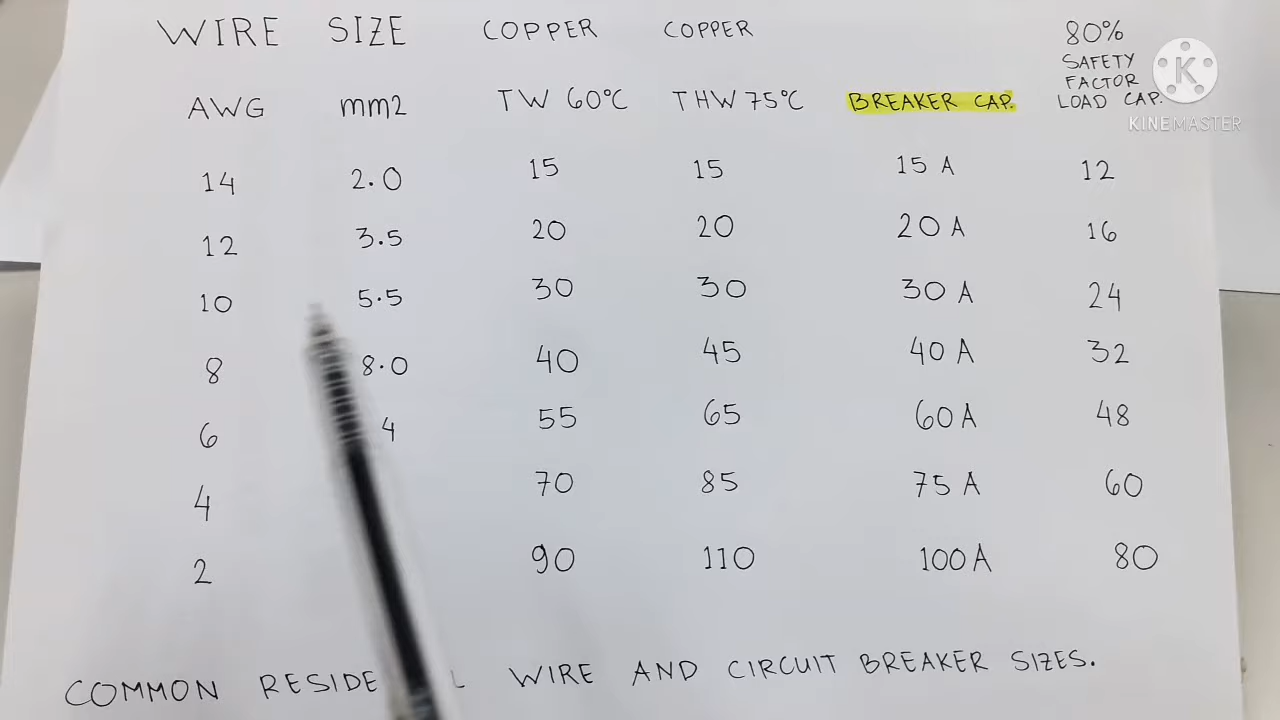 WIRE SIZE COPPER COPPER 80% SAFETY FACTOR LOAD CAP.
AWG mm2 TW 60°C THW 75°C BREAKER CAP.
KINEMASTER
14 2.0 15 15 15 A 12
12 3.5 20 20 20 A 16
10 5.5 30 30 30 A 24
8 8.0 40 45 40 A 32
6 4 55 65 60 A 48
4 70 85 75 A 60
2 90 110 100 A 80
COMMON WIRE AND CIRCUIT BREAKER SIZES.